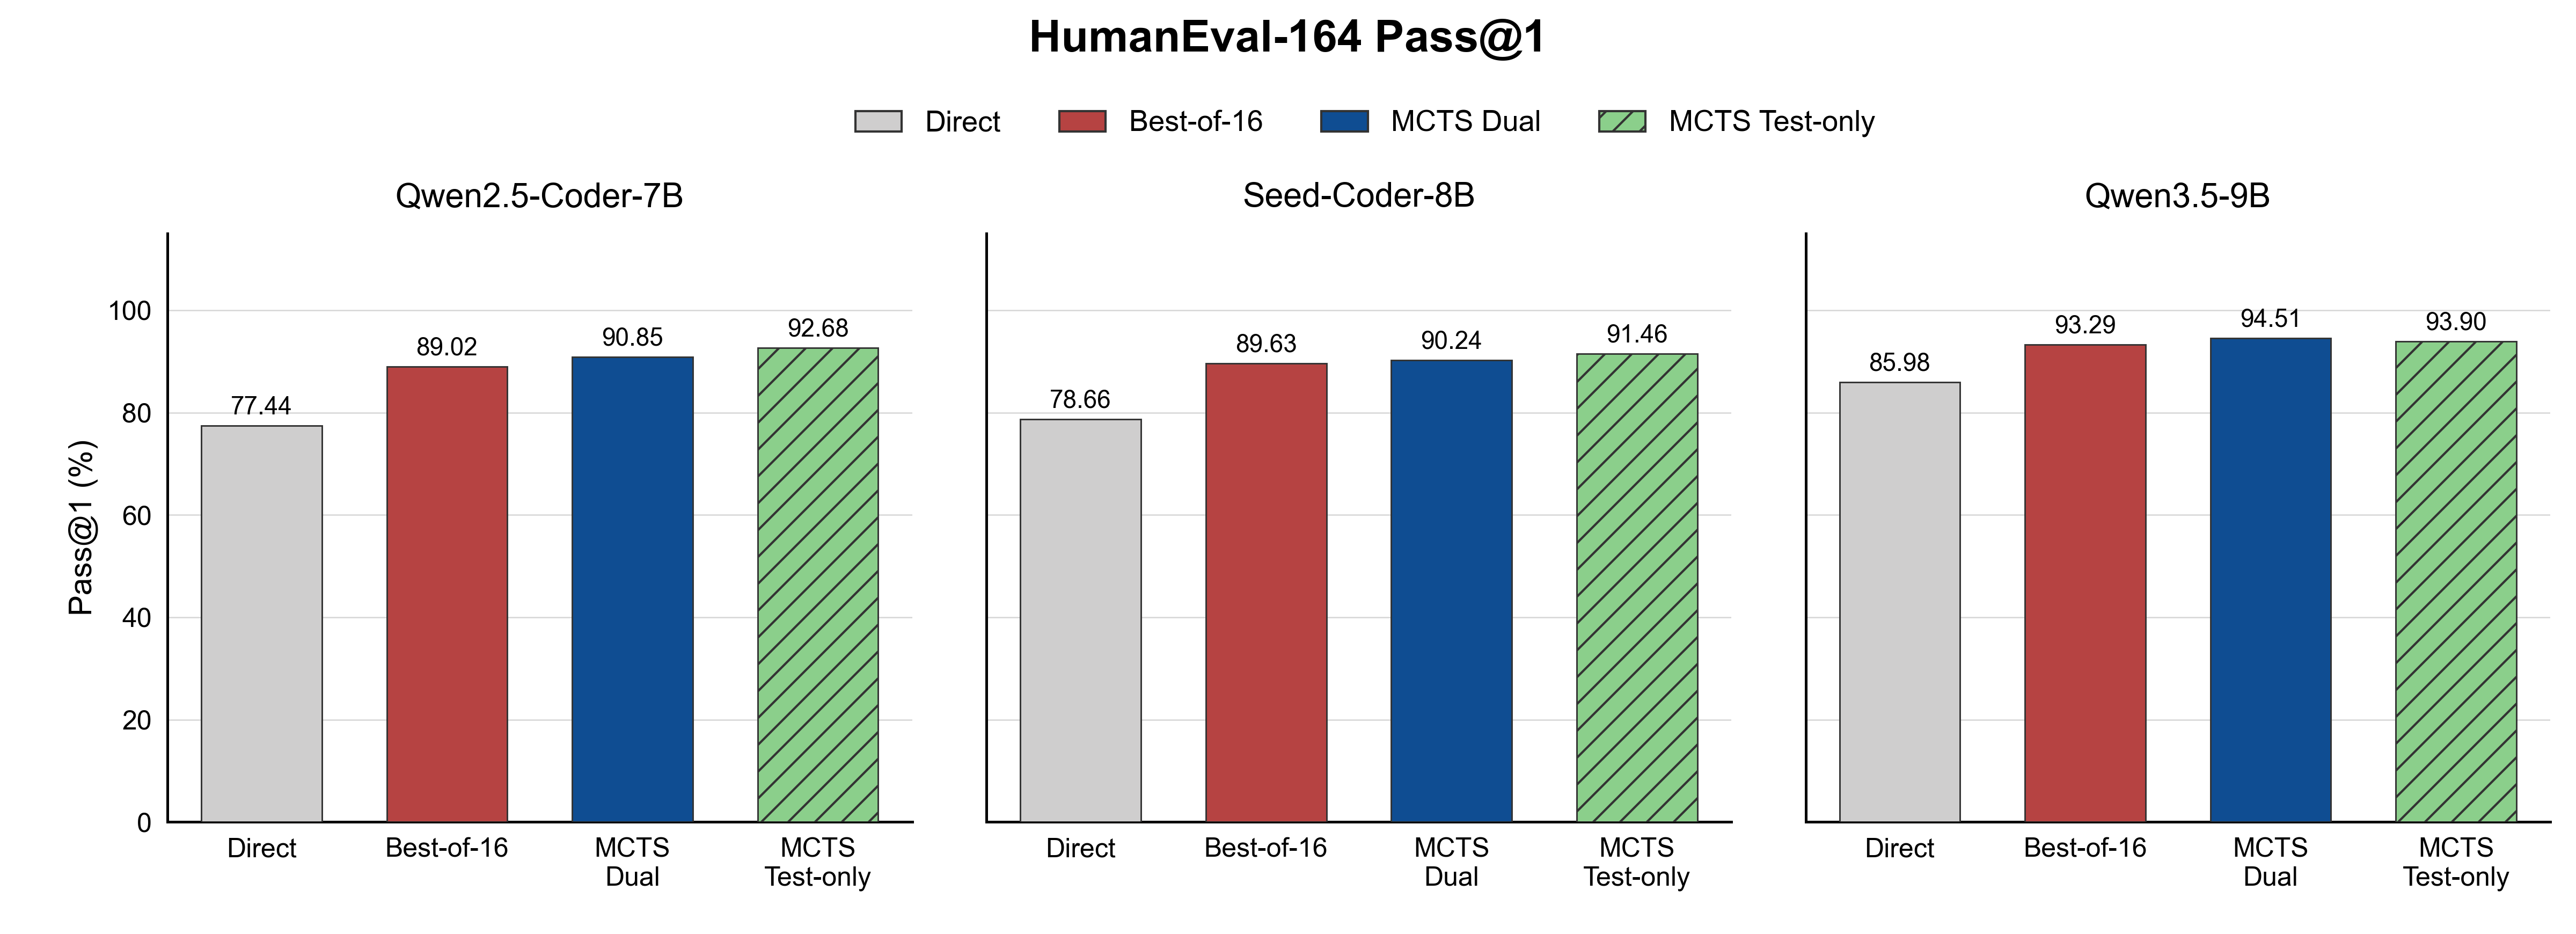 HumanEval-164 Pass@1
Direct
Best-of-16
MCTS Dual
MCTS Test-only
Qwen2.5-Coder-7B
Pass@1 (%)
100
80
60
40
20
0
77.44
89.02
90.85
92.68
Direct
Best-of-16
MCTS
Dual
MCTS
Test-only
Seed-Coder-8B
78.66
89.63
90.24
91.46
Direct
Best-of-16
MCTS
Dual
MCTS
Test-only
Qwen3.5-9B
85.98
93.29
94.51
93.90
Direct
Best-of-16
MCTS
Dual
MCTS
Test-only